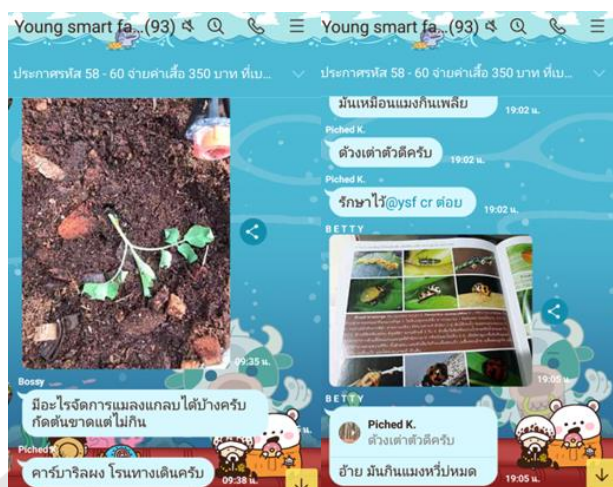 Young smart fa...(93)
ประกาศรหัส 58 - 60 จ่ายค่าเสื้อ 350 บาท ที่เบ...
09:35 น.
Bossy
มีอะไรจัดการแมลงแกลบได้บ้างครับ
กัดต้นขาดแต่ไม่กิน
น.
Piched
คาร์บาริลผง โรนทางเดินครับ
09:38 น.
Young smart fa...(93)
ประกาศรหัส 58 - 60 จ่ายค่าเสื้อ 350 บาท ที่เบ...
มันเหมือนแมงกินเพลี้ย
19:02 น.
Piched K.
ด้วงเต่าตัวดีครับ
19:02 น.
Piched K.
รักษาไว้@ysf cr ต่อย
19:02 น.
BETTY
19:05 น.
BETTY
Piched K.
ด้วงเต่าตัวดีครับ
อ้าย มันกินแมงหวี่ปหมด
19:05 น.